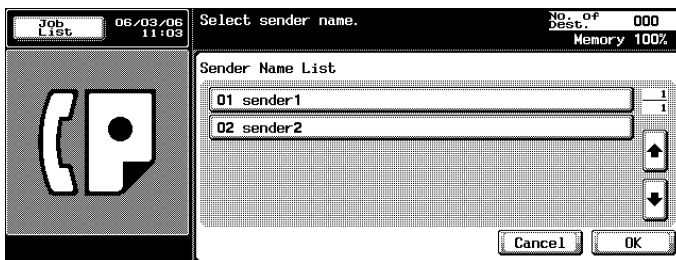 Job List
06/03/06
11:03
Select sender name.
No. of Dest.
000
Memory 100%
Sender Name List
01 sender1
02 sender2
1
1
Cancel
OK